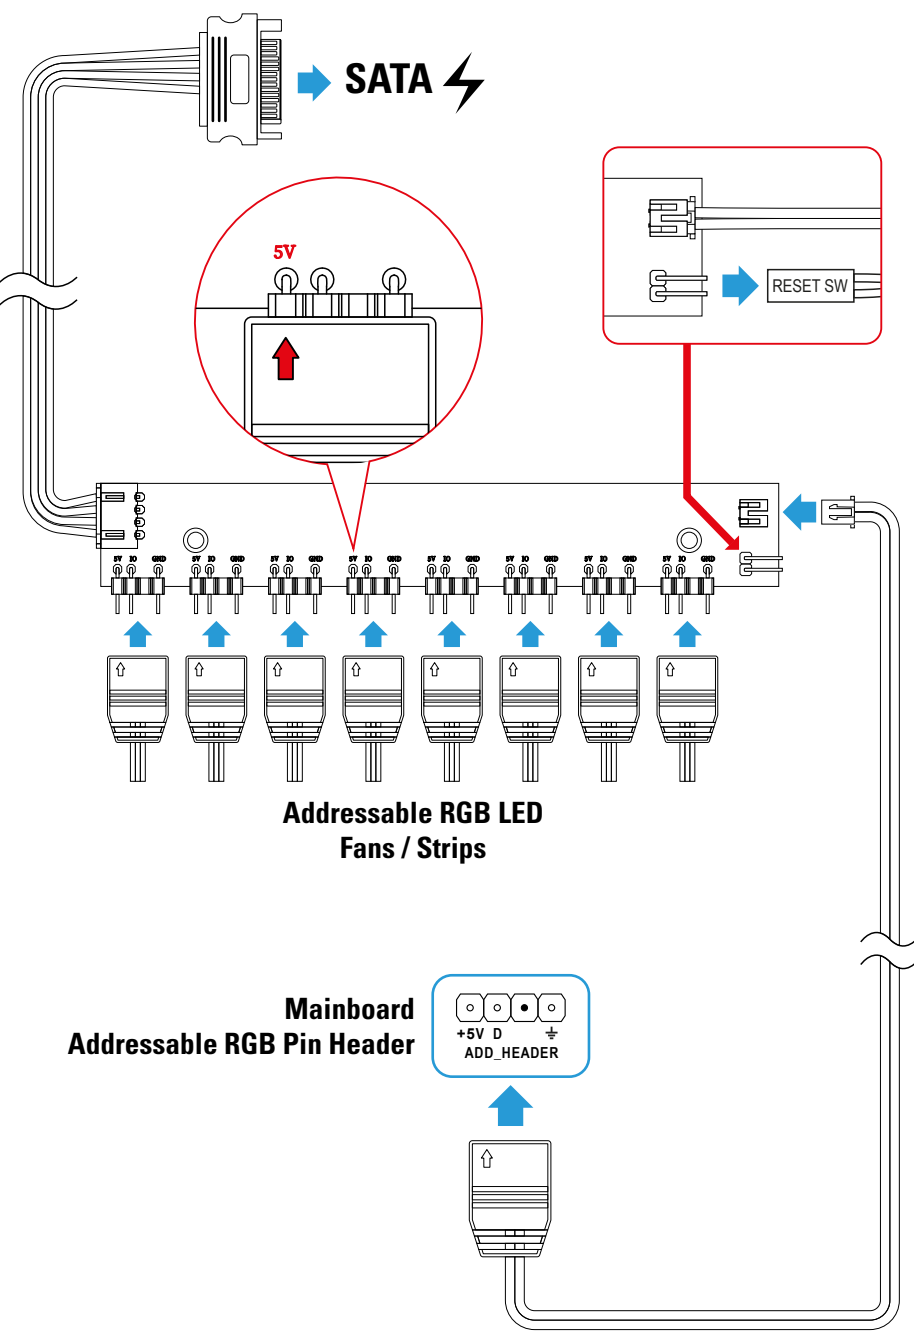 SATA
5V
RESET SW
5V IO GND 5V IO GND 5V IO GND 5V IO GND 5V IO GND 5V IO GND 5V IO GND 5V IO GND
Addressable RGB LED
Fans / Strips
Mainboard
Addressable RGB Pin Header
+5V D
ADD_HEADER